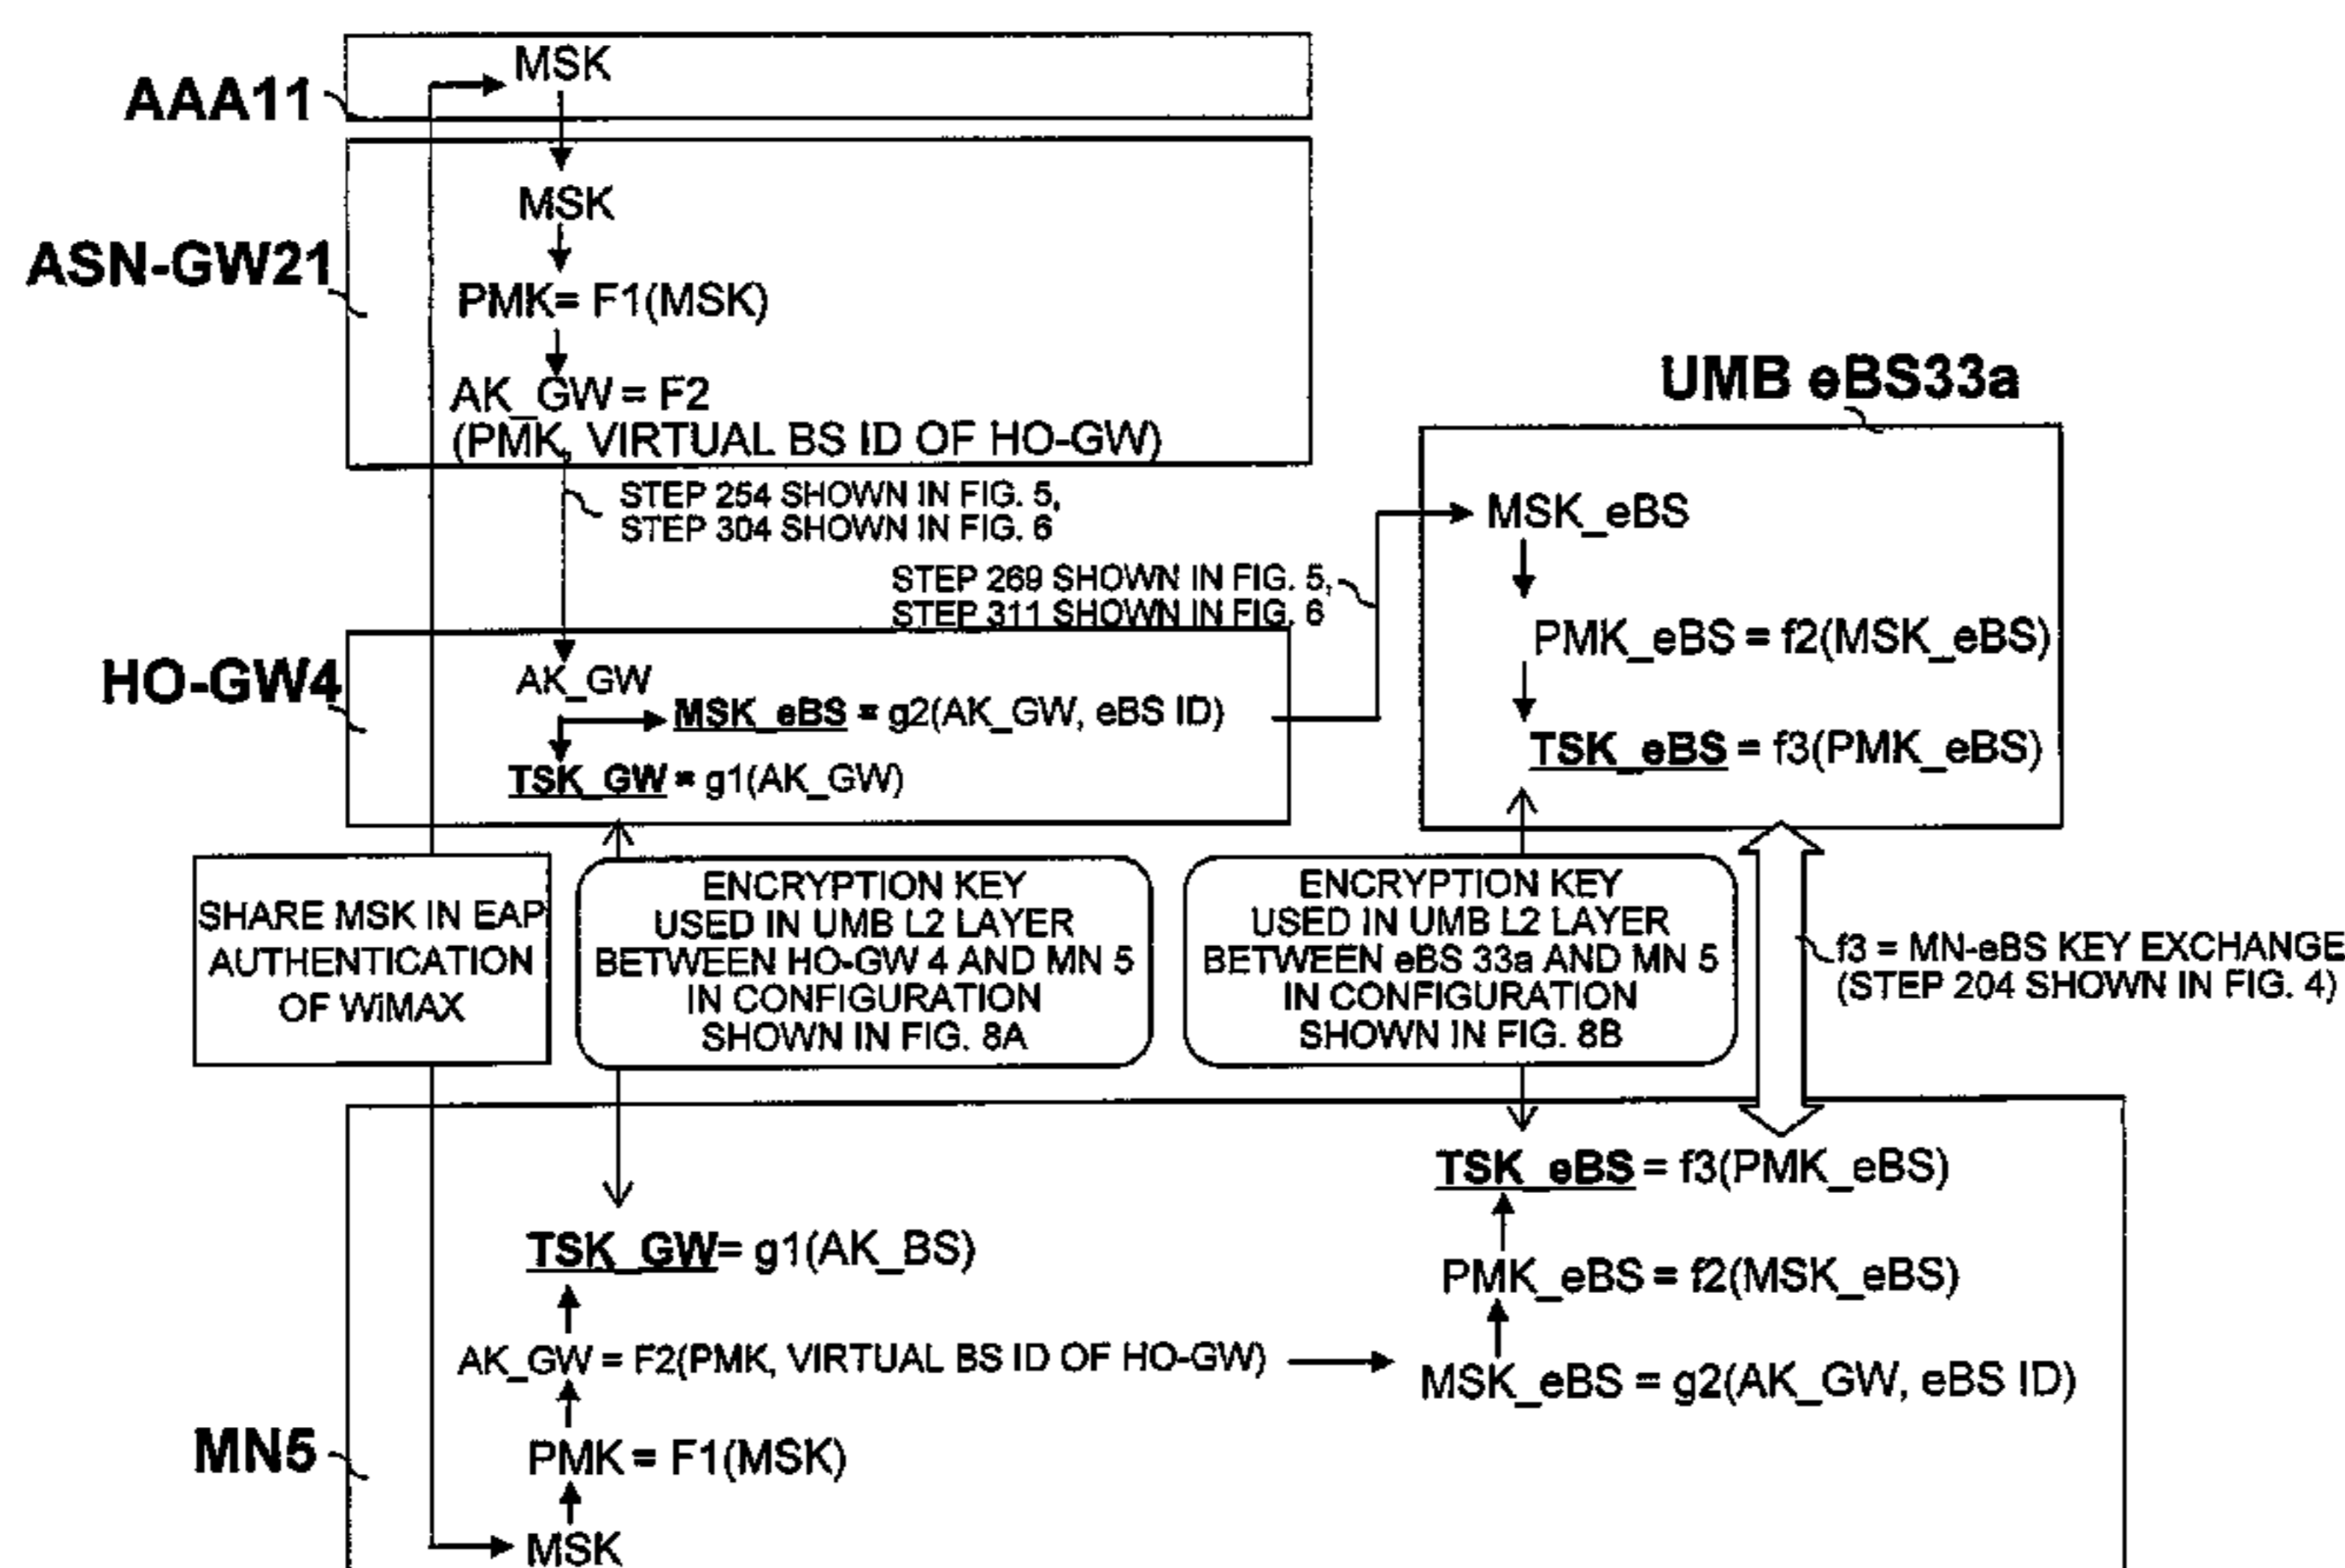 AAA11
MSK
ASN-GW21
MSK
PMK= F1(MSK)
AK_GW = F2
(PMK, VIRTUAL BS ID OF HO-GW)
STEP 254 SHOWN IN FIG. 5,
STEP 304 SHOWN IN FIG. 6
STEP 269 SHOWN IN FIG. 5,
STEP 311 SHOWN IN FIG. 6
HO-GW4
AK_GW
MSK_eBS = g2(AK_GW, eBS ID)
TSK_GW = g1(AK_GW)
UMB eBS33a
MSK_eBS
PMK_eBS = f2(MSK_eBS)
TSK_eBS = f3(PMK_eBS)
SHARE MSK IN EAP
AUTHENTICATION
OF WiMAX
ENCRYPTION KEY
USED IN UMB L2 LAYER
BETWEEN HO-GW 4 AND MN 5
IN CONFIGURATION
SHOWN IN FIG. 8A
ENCRYPTION KEY
USED IN UMB L2 LAYER
BETWEEN eBS 33a AND MN 5
IN CONFIGURATION
SHOWN IN FIG. 8B
f3 = MN-eBS KEY EXCHANGE
(STEP 204 SHOWN IN FIG. 4)
MN5
TSK_GW= g1(AK_BS)
AK_GW = F2(PMK, VIRTUAL BS ID OF HO-GW)
PMK = F1(MSK)
MSK
TSK_eBS = f3(PMK_eBS)
PMK_eBS = f2(MSK_eBS)
MSK_eBS = g2(AK_GW, eBS ID)